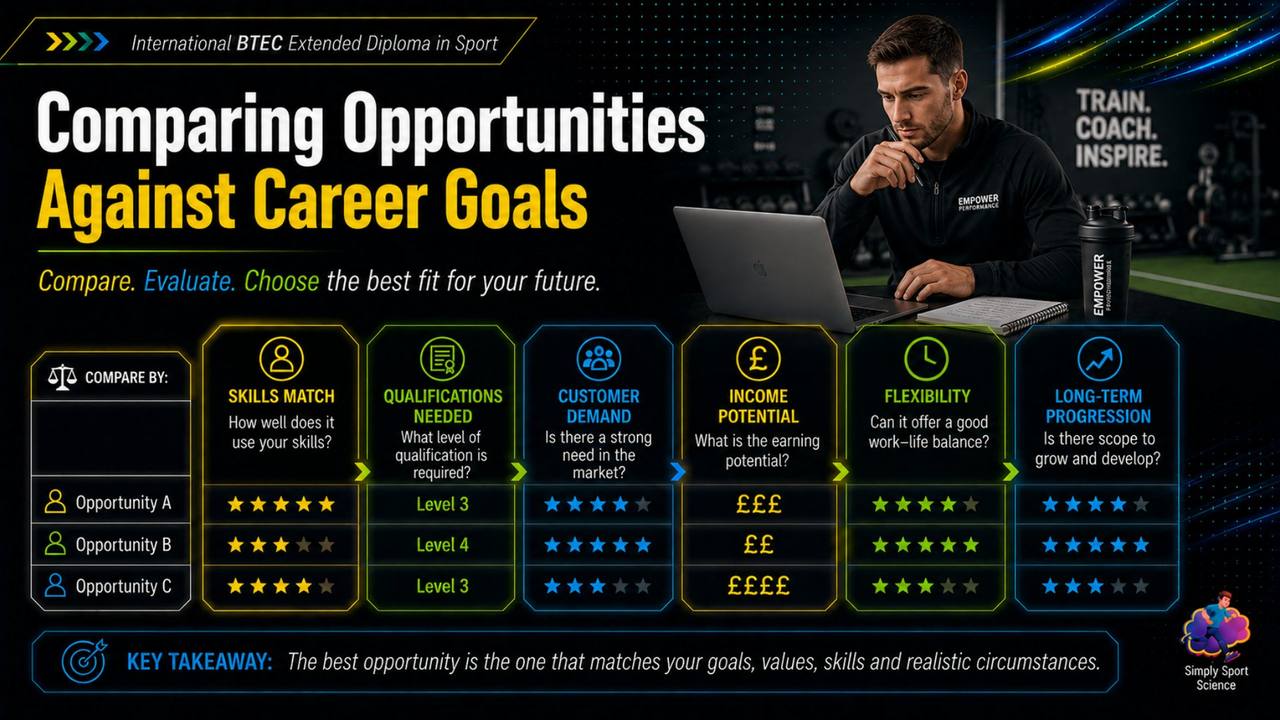 International BTEC Extended Diploma in Sport
Comparing Opportunities
Against Career Goals
Compare. Evaluate. Choose the best fit for your future.
TRAIN.
COACH.
INSPIRE.
EMPOWER
PERFORMANCE
EMPOWER
COMPARE BY:
SKILLS MATCH
How well does it
use your skills?
QUALIFICATIONS
NEEDED
What level of
qualification is
required?
CUSTOMER
DEMAND
Is there a strong
need in the
market?
INCOME
POTENTIAL
What is the earning
potential?
FLEXIBILITY
Can it offer a good
work–life balance?
LONG-TERM
PROGRESSION
Is there scope to
grow and develop?
Opportunity A
Level 3
£££
Opportunity B
Level 4
££
Opportunity C
Level 3
££££
KEY TAKEAWAY: The best opportunity is the one that matches your goals, values, skills and realistic circumstances.
Simply Sport
Science